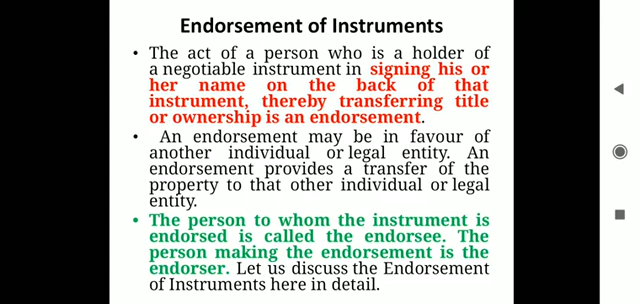 Endorsement of Instruments
• The act of a person who is a holder of
a negotiable instrument in signing his or
her name on the back of that
instrument, thereby transferring title
or ownership is an endorsement.
• An endorsement may be in favour of
another individual or legal entity. An
endorsement provides a transfer of the
property to that other individual or legal
entity.
• The person to whom the instrument is
endorsed is called the endorsee. The
person making the endorsement is the
endorser. Let us discuss the Endorsement
of Instruments here in detail.